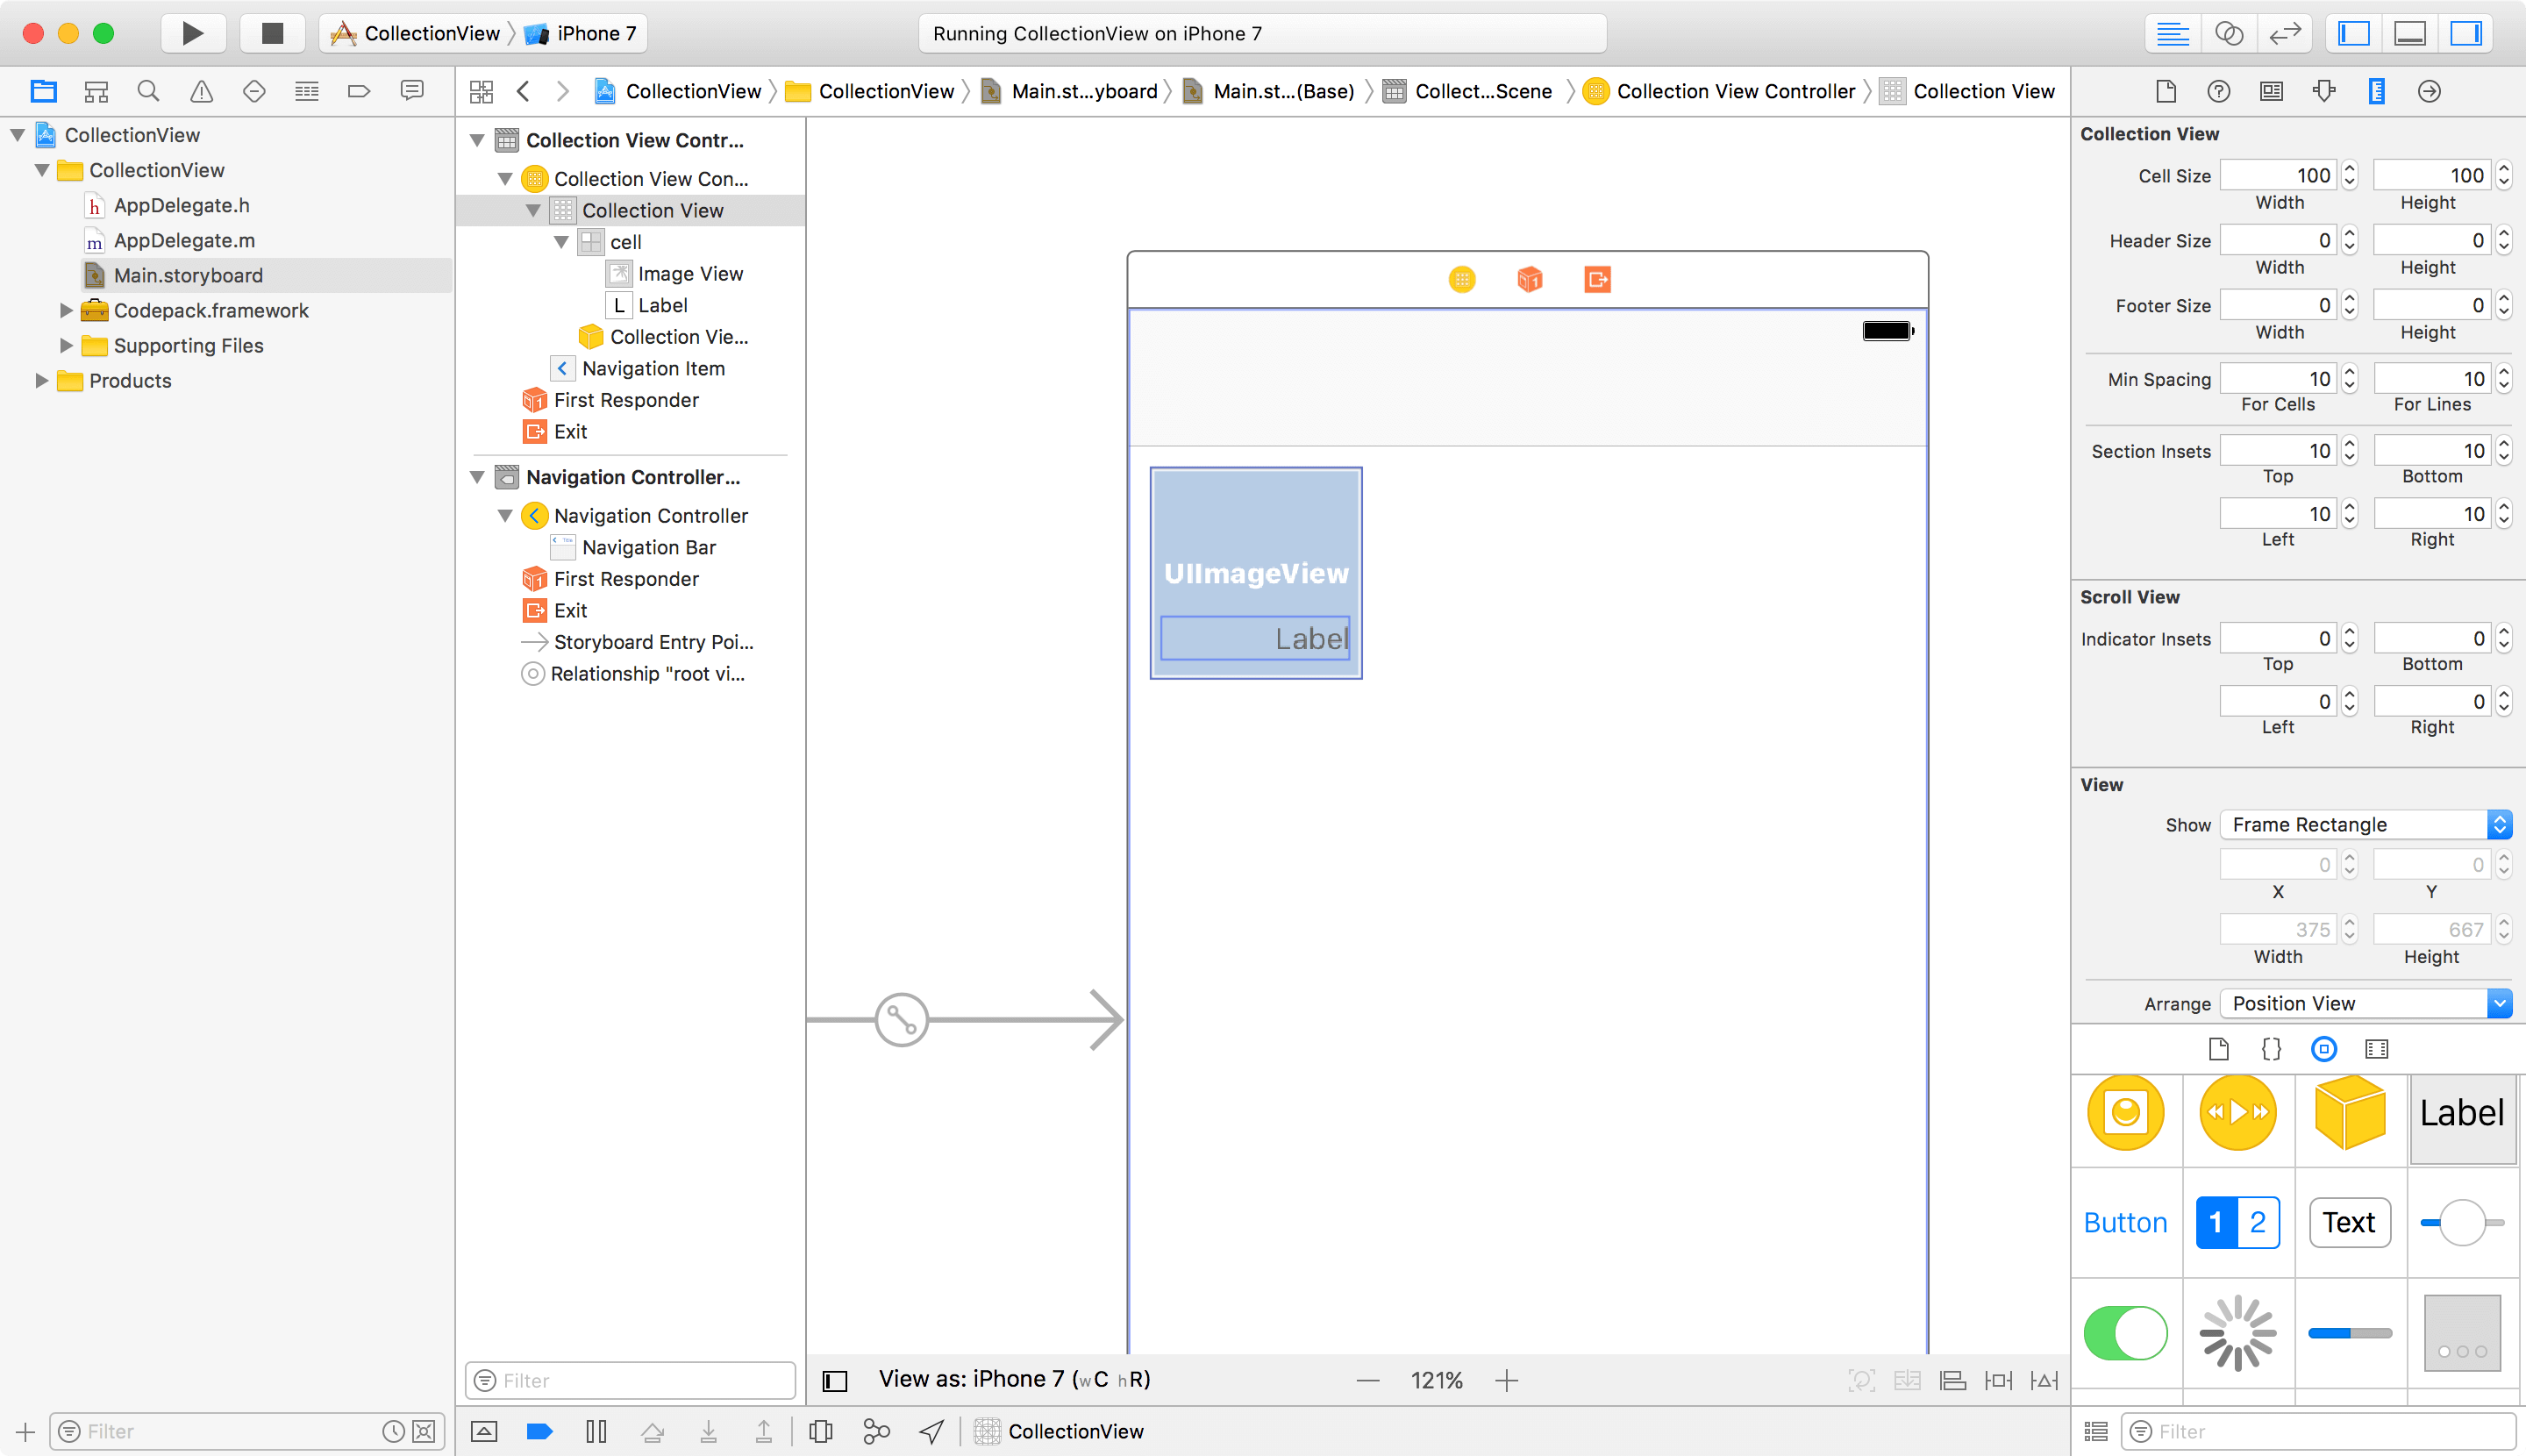 CollectionView
iPhone 7
Running CollectionView on iPhone 7
CollectionView
CollectionView
Main.st...yboard
Main.st...(Base)
Collect...Scene
Collection View Controller
Collection View
CollectionView
CollectionView
h AppDelegate.h
m AppDelegate.m
Main.storyboard
Codepack.framework
Supporting Files
Products
Filter
Collection View Contr...
Collection View Con...
Collection View
cell
Image View
L Label
Collection Vie...
Navigation Item
1 First Responder
Exit
Navigation Controller...
Navigation Controller
Title Navigation Bar
1 First Responder
Exit
Storyboard Entry Poi...
Relationship "root vi...
Filter
1
UIImageView
Label
View as: iPhone 7 (wC hR)
121%
CollectionView
Collection View
Cell Size 100 100
Width Height
Header Size 0 0
Width Height
Footer Size 0 0
Width Height
Min Spacing 10 10
For Cells For Lines
Section Insets 10 10
Top Bottom
10 10
Left Right
Scroll View
Indicator Insets 0 0
Top Bottom
0 0
Left Right
View
Show Frame Rectangle
0 0
X Y
375 667
Width Height
Arrange Position View
{}
Label
Button
1 2
Text
Filter